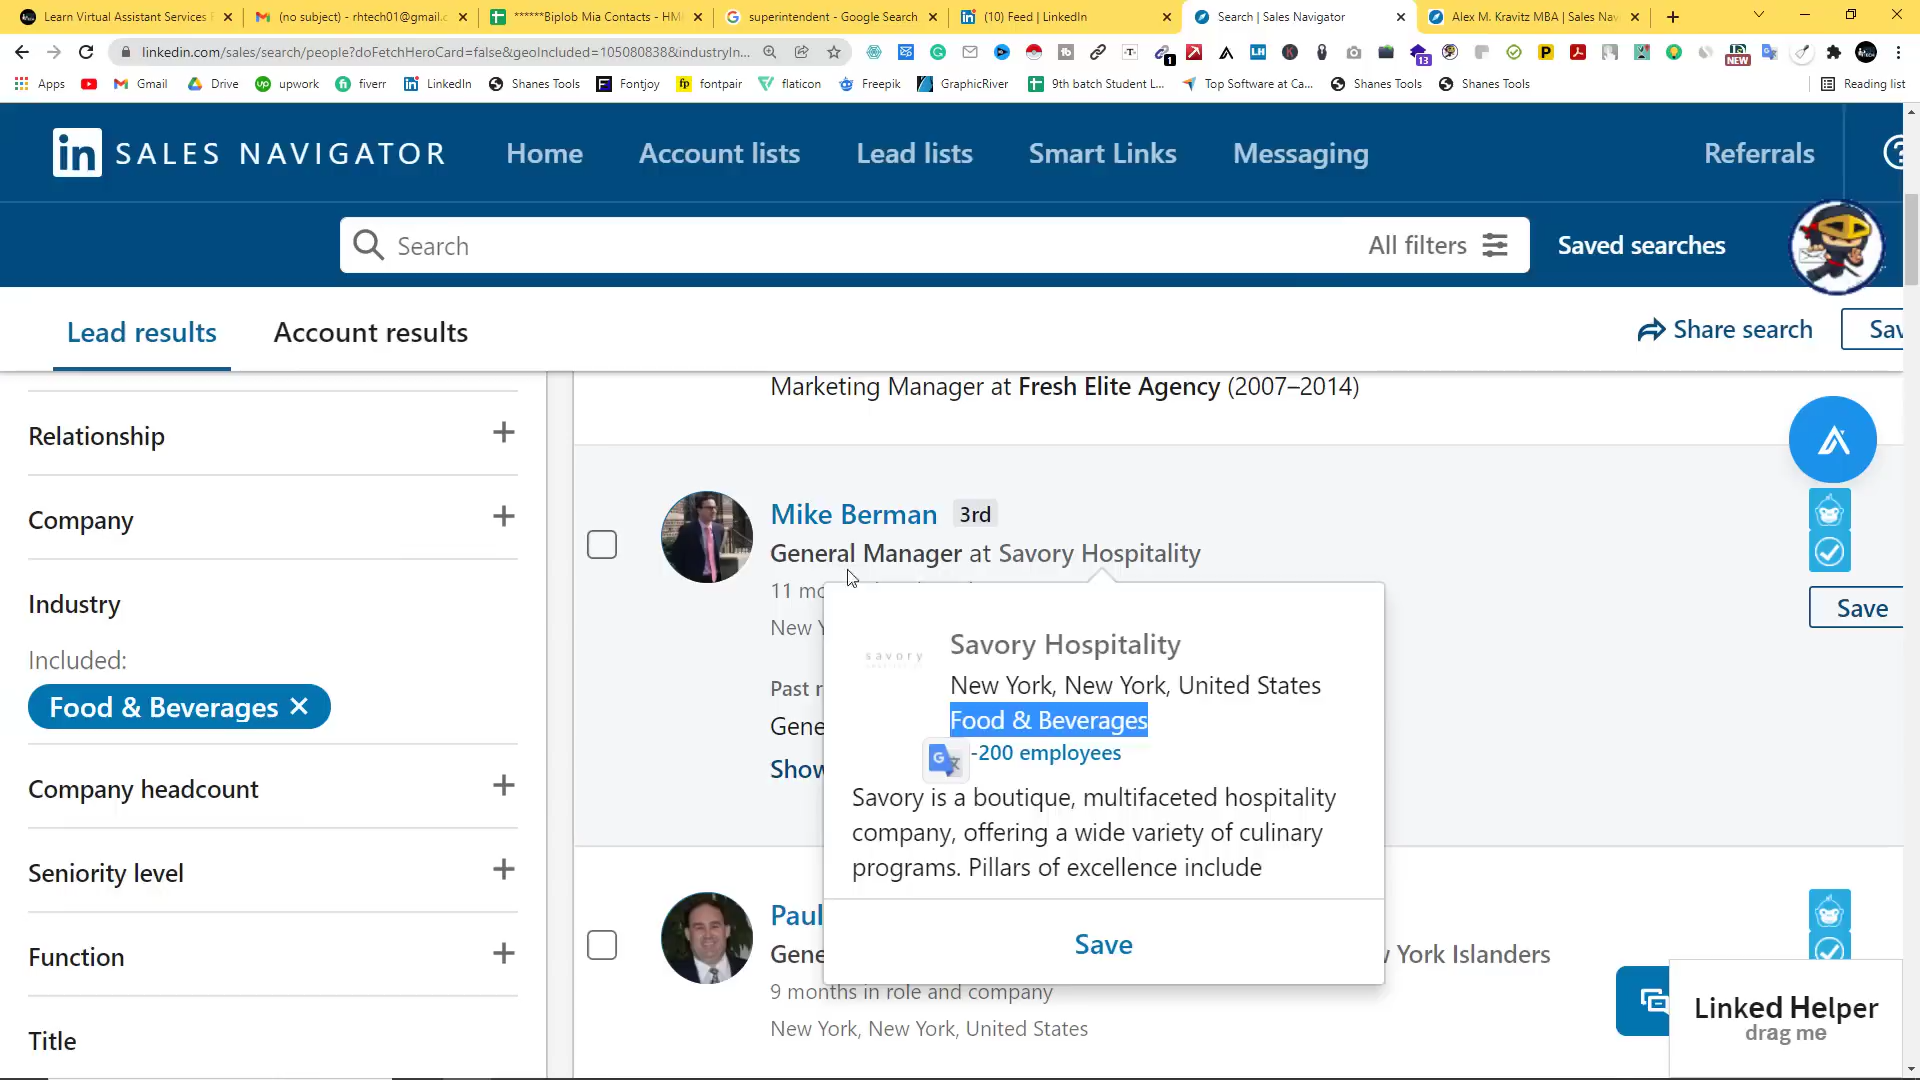 Learn Virtual Assistant Services F
(no subject) - rhtech01@gmail.c
******Biplob Mia Contacts - HMI
superintendent - Google Search
(10) Feed | LinkedIn
Search | Sales Navigator
Alex M. Kravitz MBA | Sales Nav
linkedin.com/sales/search/people?doFetchHeroCard=false&geoIncluded=105080838&industryIn...
Apps
Gmail
Drive
upwork
fiverr
LinkedIn
Shanes Tools
Fontjoy
fontpair
flaticon
Freepik
GraphicRiver
9th batch Student L...
Top Software at Ca...
Shanes Tools
Shanes Tools
Reading list
in SALES NAVIGATOR
Home
Account lists
Lead lists
Smart Links
Messaging
Referrals
Search
All filters
Saved searches
Lead results
Account results
Share search
Sav
Relationship
Company
Industry
Included:
Food & Beverages
Company headcount
Seniority level
Function
Title
Marketing Manager at Fresh Elite Agency (2007–2014)
Mike Berman 3rd
General Manager at Savory Hospitality
11 mo
New Y
Past r
Gene
Show
Save
savory
Savory Hospitality
New York, New York, United States
Food & Beverages
-200 employees
Savory is a boutique, multifaceted hospitality
company, offering a wide variety of culinary
programs. Pillars of excellence include
Save
Paul
Gene
York Islanders
9 months in role and company
New York, New York, United States
Linked Helper
drag me